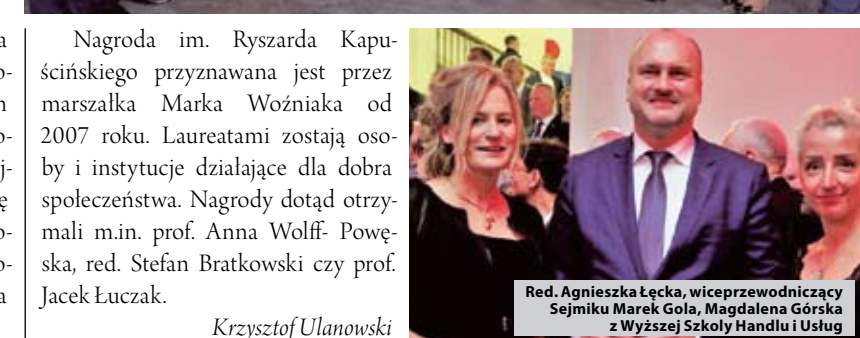 a
o-
n
o-
j-
ę
o-
o-
a
Nagroda im. Ryszarda Kapu-
ścińskiego przyznawana jest przez
marszałka Marka Woźniaka od
2007 roku. Laureatami zostają oso-
by i instytucje działające dla dobra
społeczeństwa. Nagrody dotąd otrzy-
mali m.in. prof. Anna Wolff- Powę-
ska, red. Stefan Bratkowski czy prof.
Jacek Łuczak.
Krzysztof Ulanowski
Red. Agnieszka Łęcka, wiceprzewodniczący
Sejmiku Marek Gola, Magdalena Górska
z Wyższej Szkoly Handlu i Usług